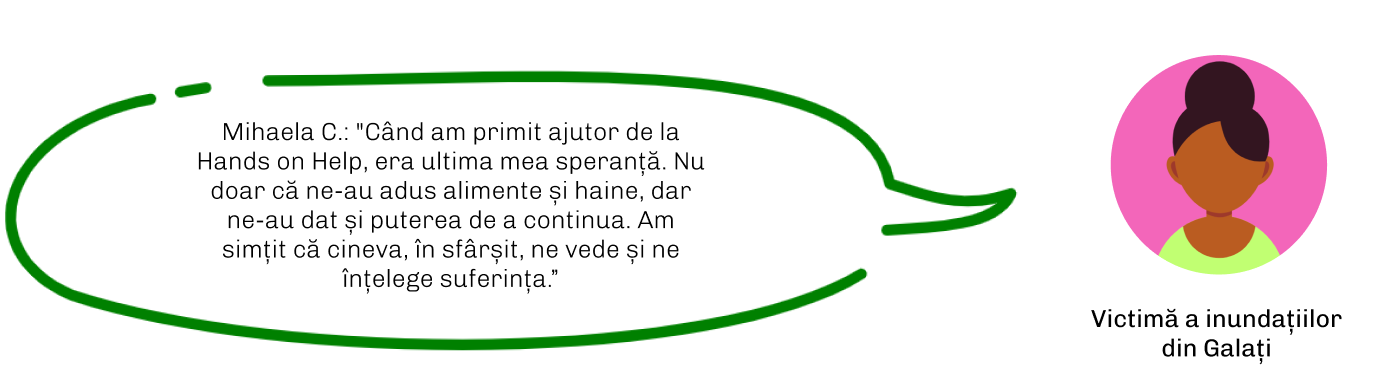 Mihaela C.: "Când am primit ajutor de la
Hands on Help, era ultima mea speranță. Nu
doar că ne-au adus alimente și haine, dar
ne-au dat și puterea de a continua. Am
simțit că cineva, în sfârșit, ne vede și ne
înțelege suferința.”
Victimă a inundațiilor
din Galați